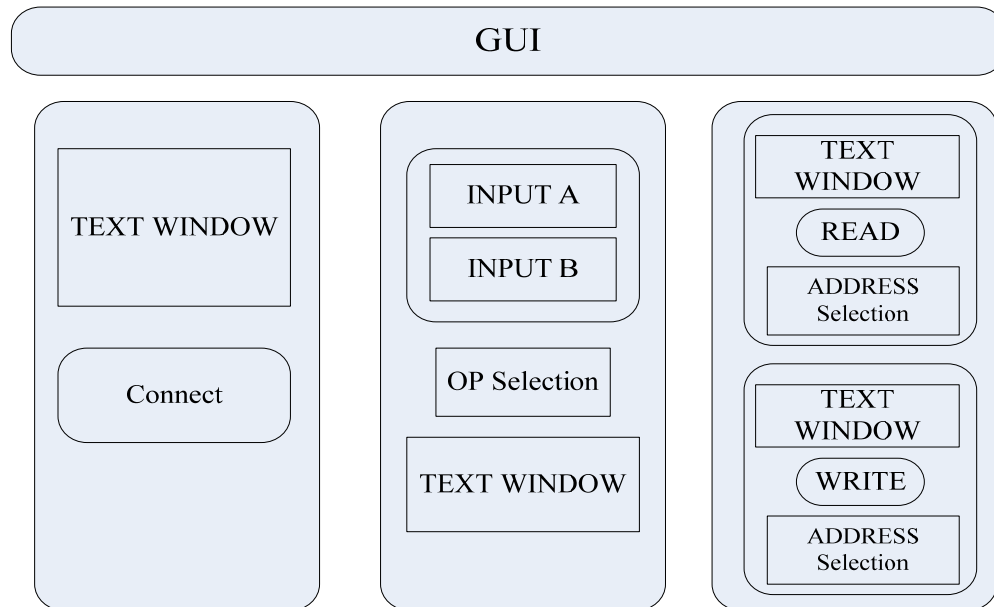 GUI
TEXT WINDOW
Connect
INPUT A
INPUT B
OP Selection
TEXT WINDOW
TEXT
WINDOW
READ
ADDRESS
Selection
TEXT
WINDOW
WRITE
ADDRESS
Selection